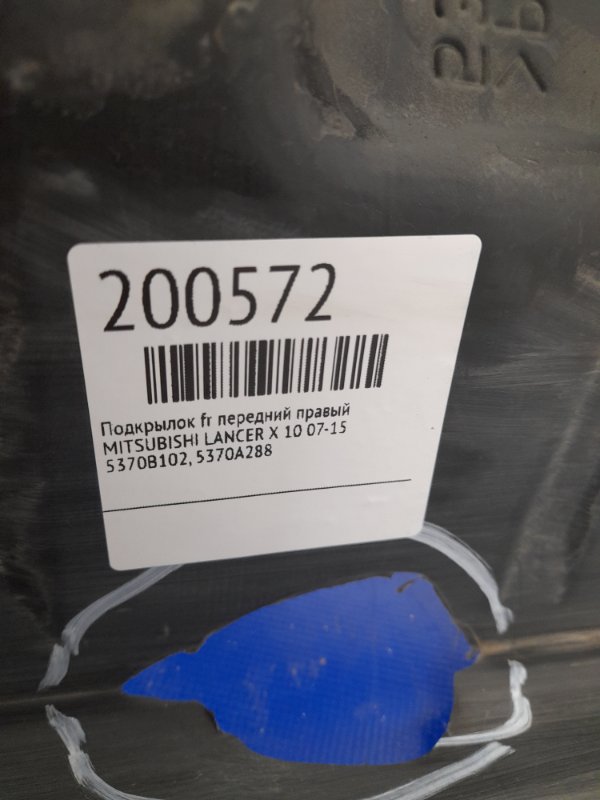 200572
Подкрылок fr передний правый
MITSUBISHI LANCER X 10 07-15
5370B102, 5370A288